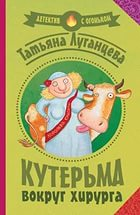 ДЕТЕКТИВ
С ОГОНЬКОМ
Татьяна Луганцева
КУТЕРЬМА
ВОКРУГ ХИРУРГА